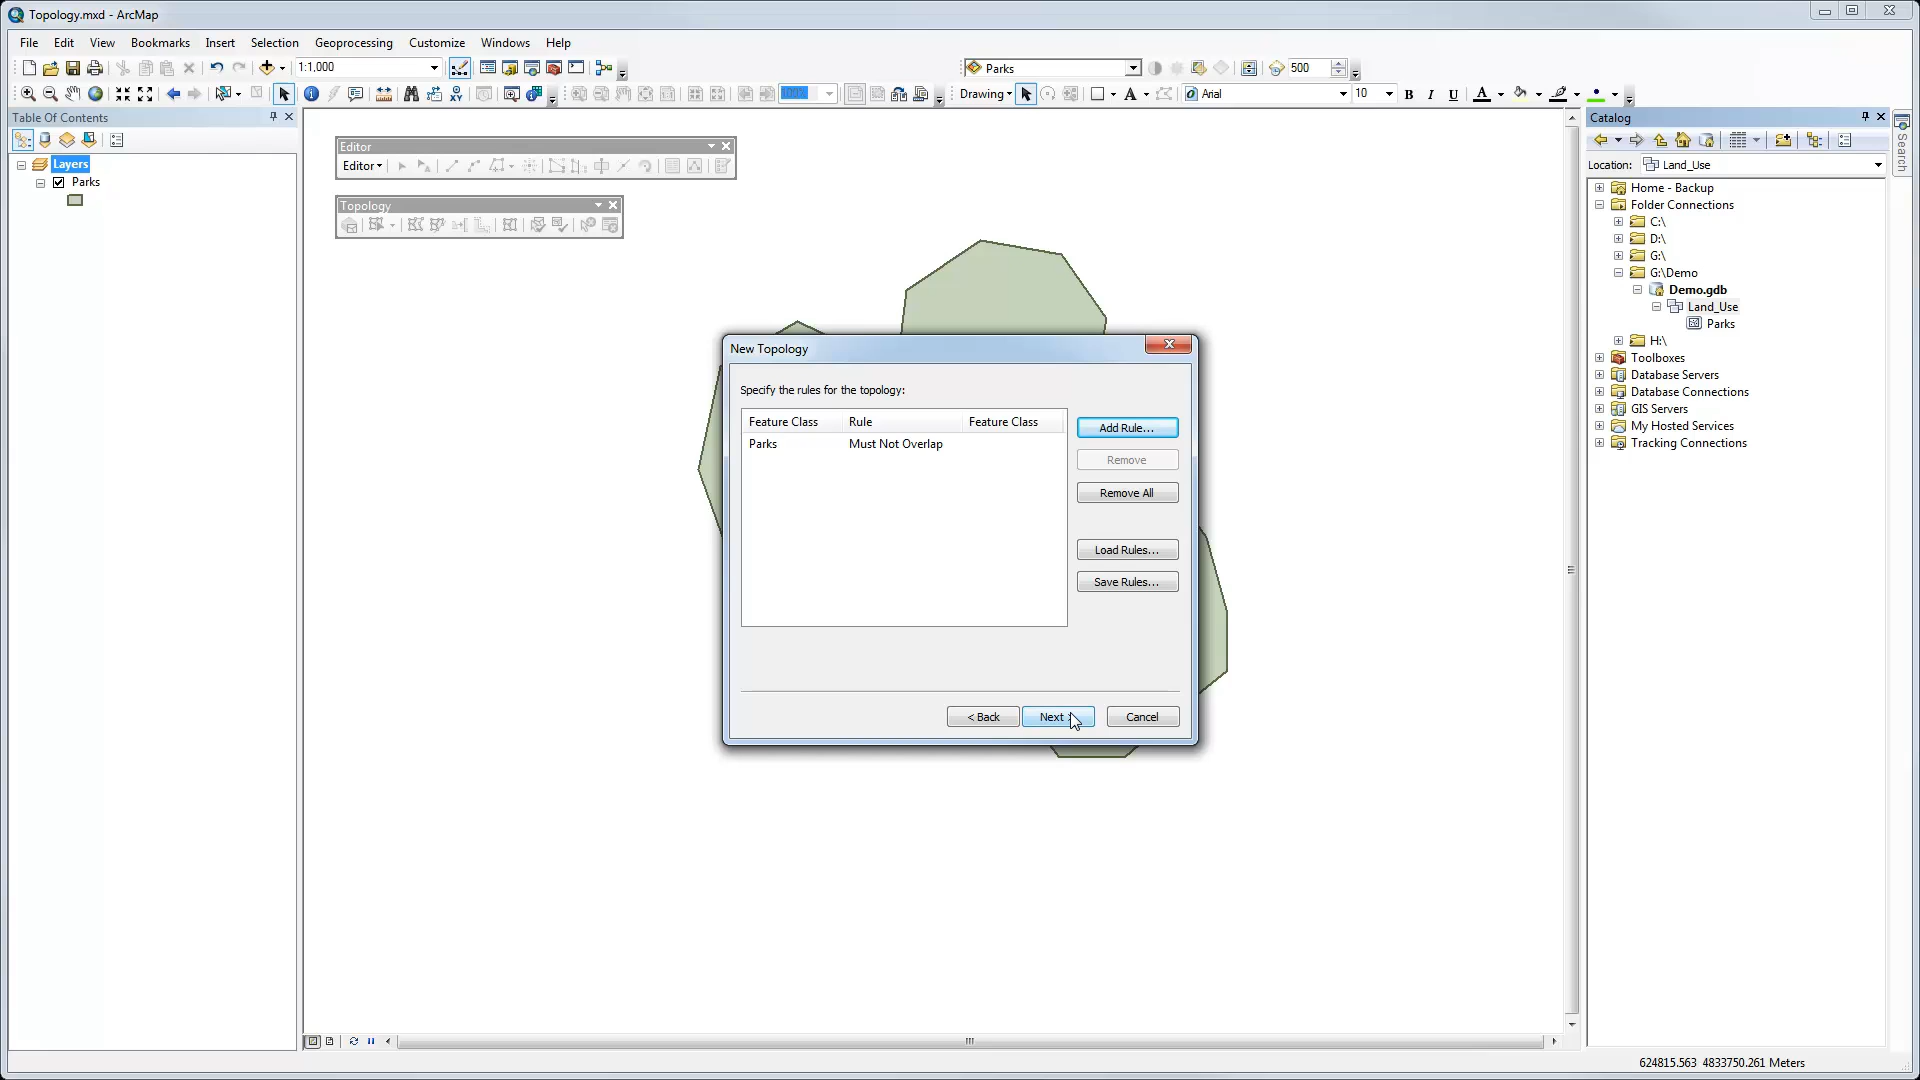 Topology.mxd - ArcMap
File Edit View Bookmarks Insert Selection Geoprocessing Customize Windows Help
1:1,000
Parks
500
100%
Drawing
A
Arial
10
B I U A
Table Of Contents
Layers
Parks
Editor
Editor
Topology
New Topology
Specify the rules for the topology:
Feature Class Rule Feature Class
Parks Must Not Overlap
Add Rule...
Remove
Remove All
Load Rules...
Save Rules...
< Back
Next
Cancel
Catalog
Location: Land_Use
Home - Backup
Folder Connections
C:\
D:\
G:\
G:\Demo
Demo.gdb
Land_Use
Parks
H:\
Toolboxes
Database Servers
Database Connections
GIS Servers
My Hosted Services
Tracking Connections
Search
624815.563 4833750.261 Meters